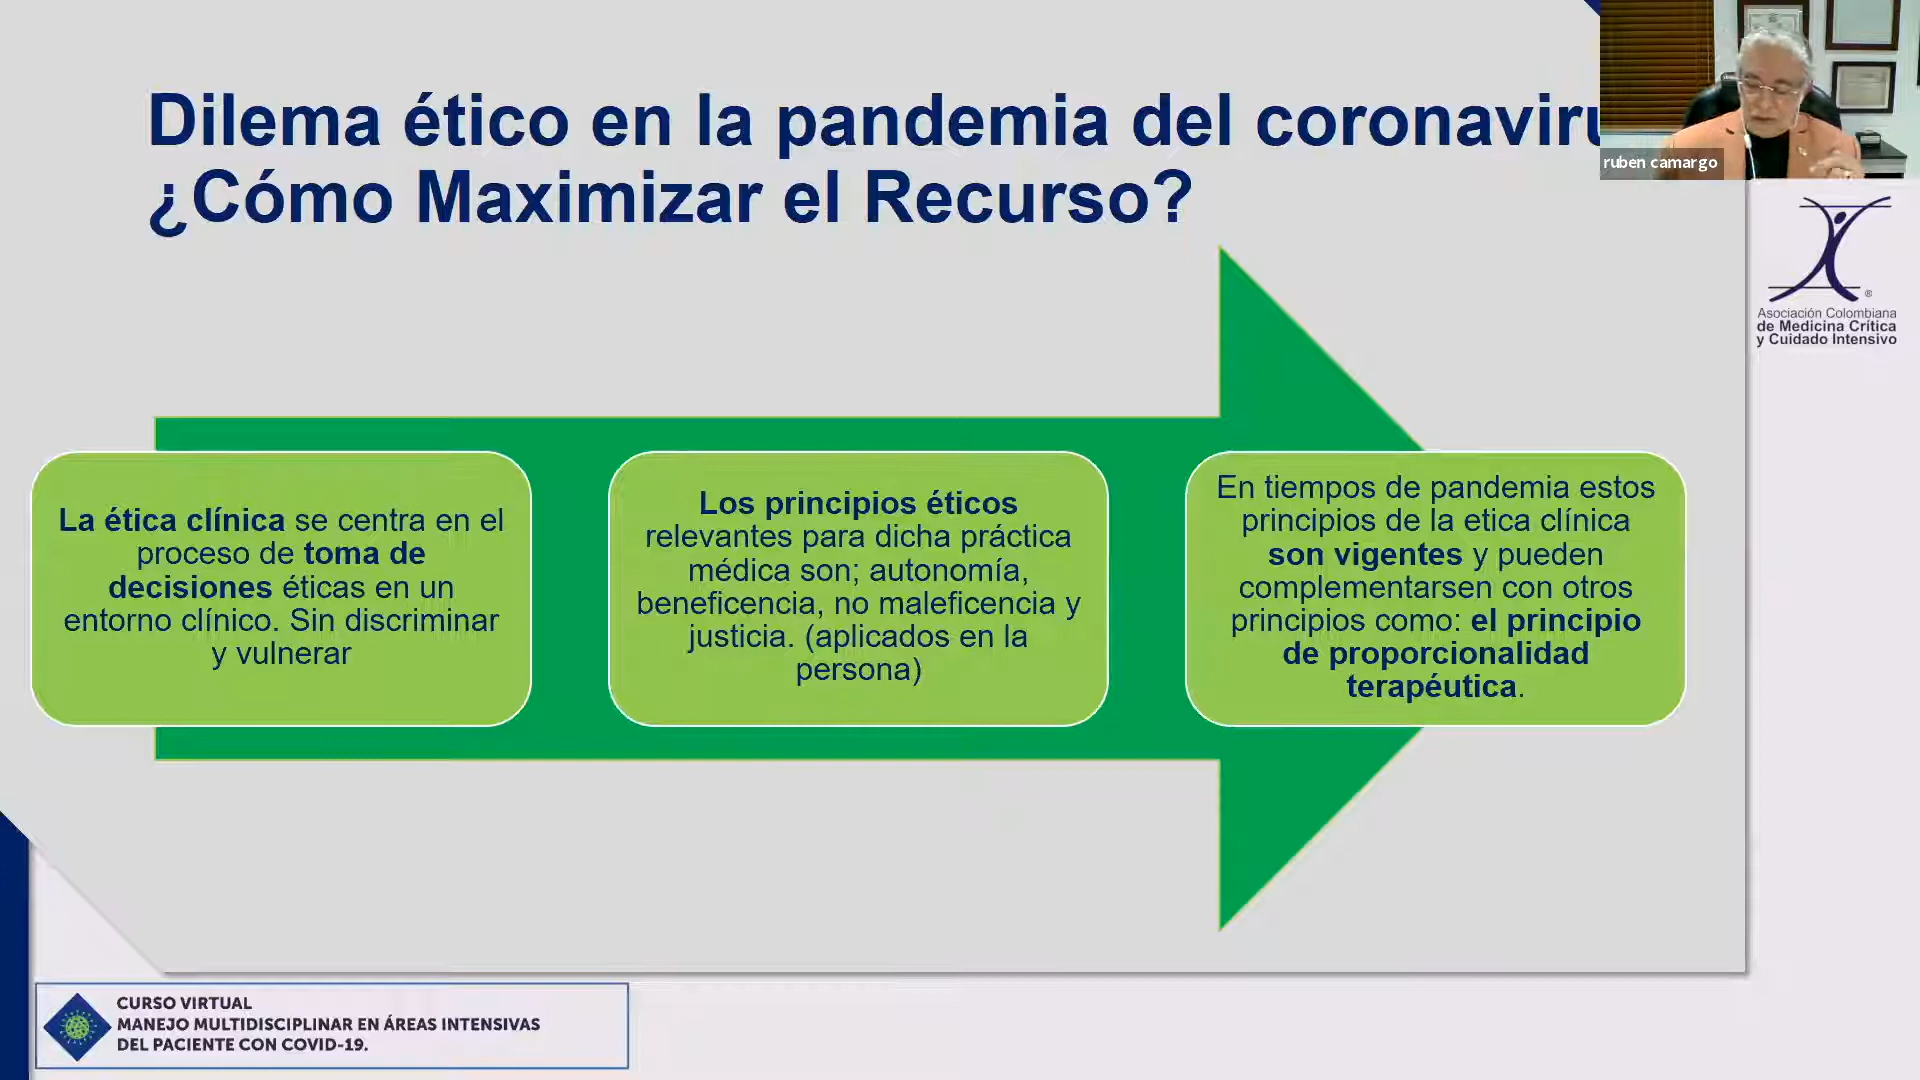 Dilema ético en la pandemia del coronaviru
¿Cómo Maximizar el Recurso?
ruben camargo
®
Asociación Colombiana
de Medicina Crítica
y Cuidado Intensivo
La ética clínica se centra en el
proceso de toma de
decisiones éticas en un
entorno clínico. Sin discriminar
y vulnerar
Los principios éticos
relevantes para dicha práctica
médica son; autonomía,
beneficencia, no maleficencia y
justicia. (aplicados en la
persona)
En tiempos de pandemia estos
principios de la etica clínica
son vigentes y pueden
complementarsen con otros
principios como: el principio
de proporcionalidad
terapéutica.
CURSO VIRTUAL
MANEJO MULTIDISCIPLINAR EN ÁREAS INTENSIVAS
DEL PACIENTE CON COVID-19.